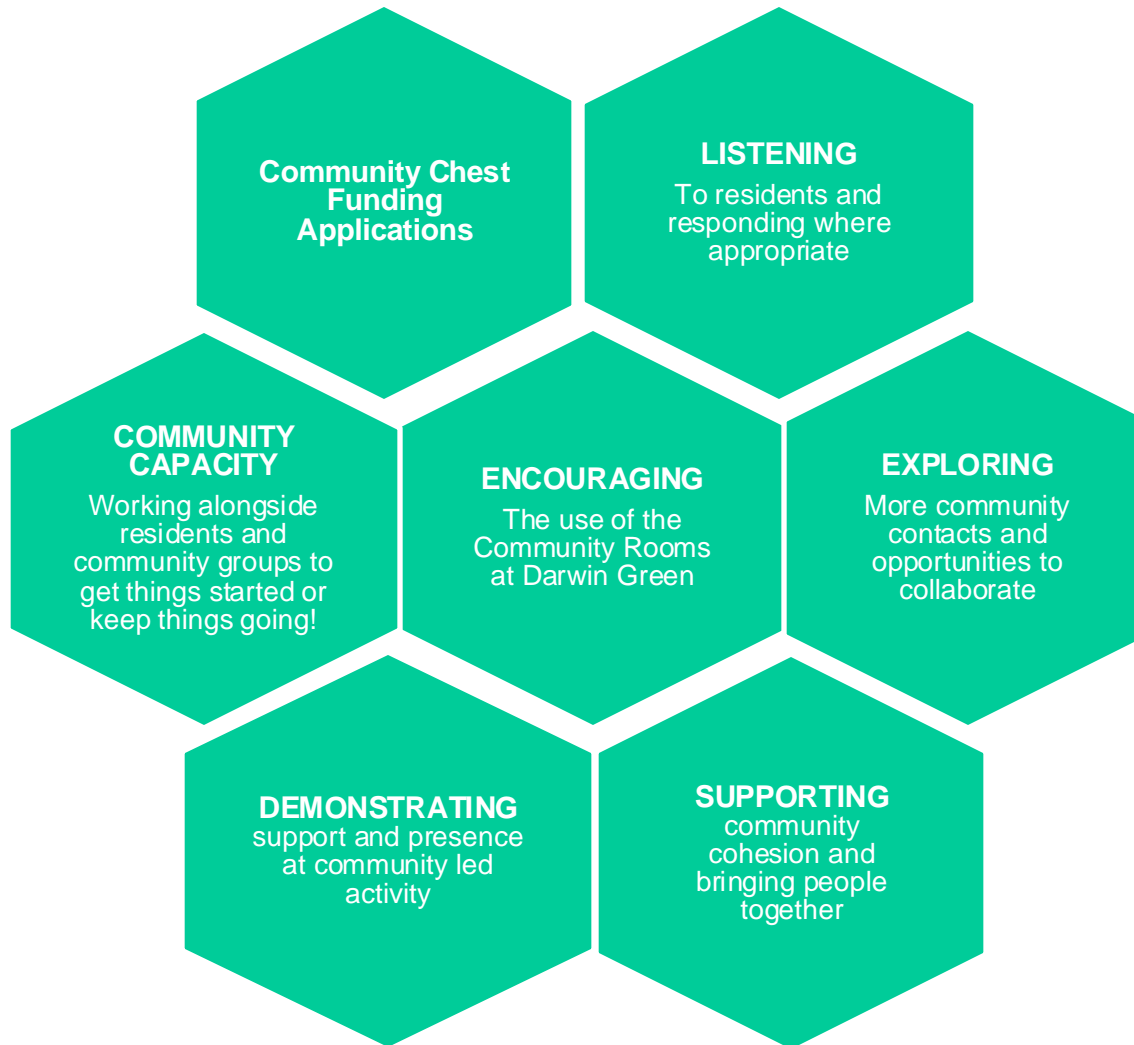 Community Chest
Funding
Applications
LISTENING
To residents and
responding where
appropriate
COMMUNITY
CAPACITY
Working alongside
residents and
community groups to
get things started or
keep things going!
ENCOURAGING
The use of the
Community Rooms
at Darwin Green
EXPLORING
More community
contacts and
opportunities to
collaborate
DEMONSTRATING
support and presence
at community led
activity
SUPPORTING
community
cohesion and
bringing people
together